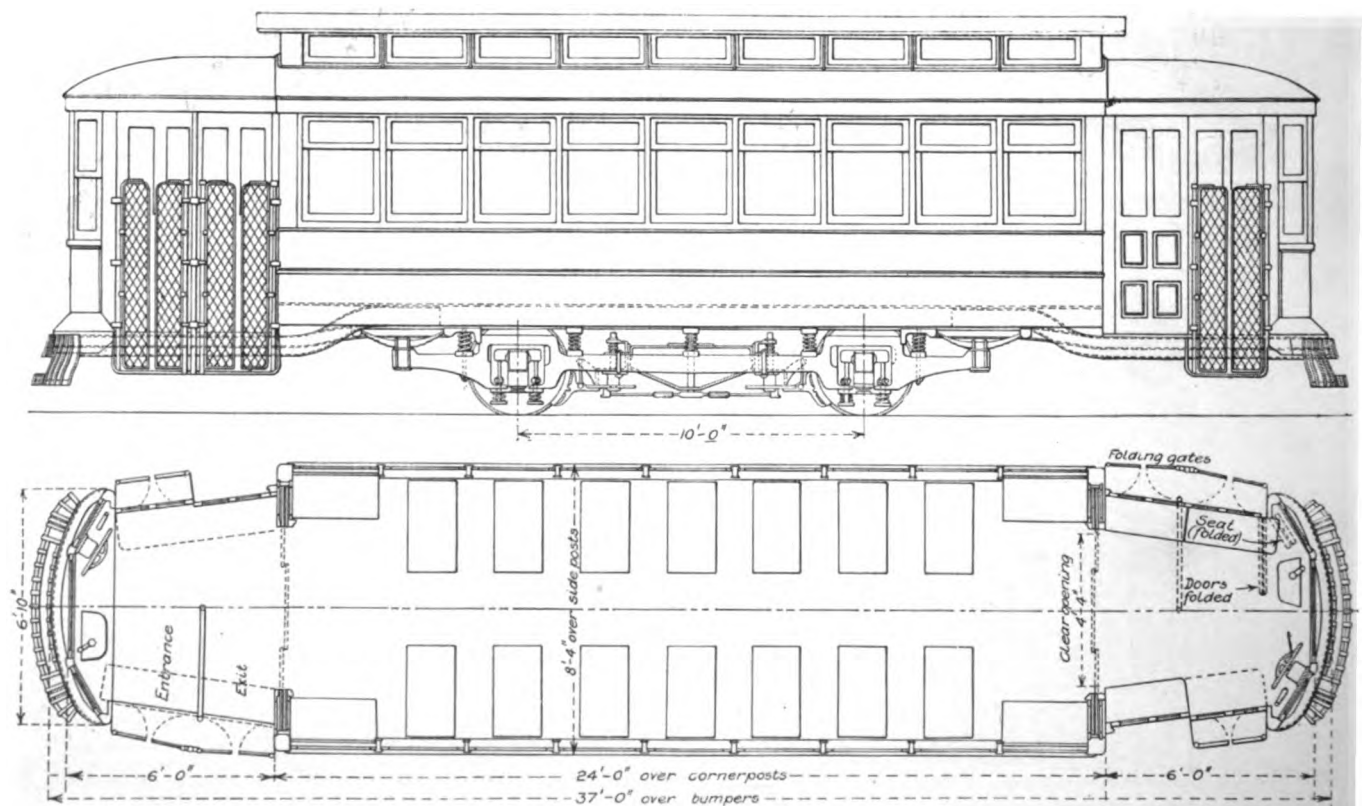 10'-0"
Folding gates
Seat
(folded)
Doors
folded
Clear opening
4'-4"
8'-4" over side posts
6'-10"
Entrance
Exit
6'-0"
24'-0" over cornerposts
6'-0"
37'-0" over bumpers